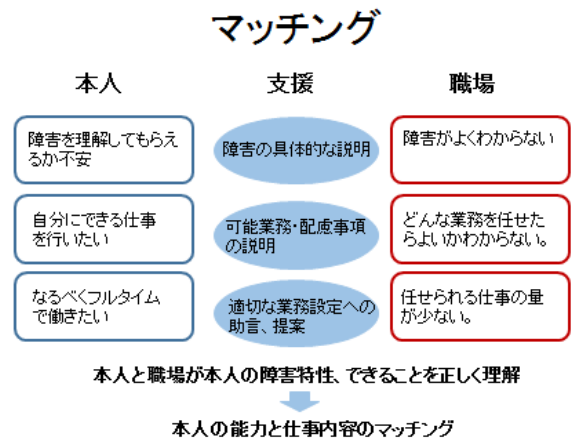 マッチング
本人
支援
職場
障害を理解してもらえ
るか不安
障害の具体的な説明
障害がよくわからない
自分にできる仕事
を行いたい
可能業務・配慮事項
の説明
どんな業務を任せた
らよいかわからない。
なるべくフルタイム
で働きたい
適切な業務設定への
助言、提案
任せられる仕事の量
が少ない。
本人と職場が本人の障害特性、できることを正しく理解
本人の能力と仕事内容のマッチング